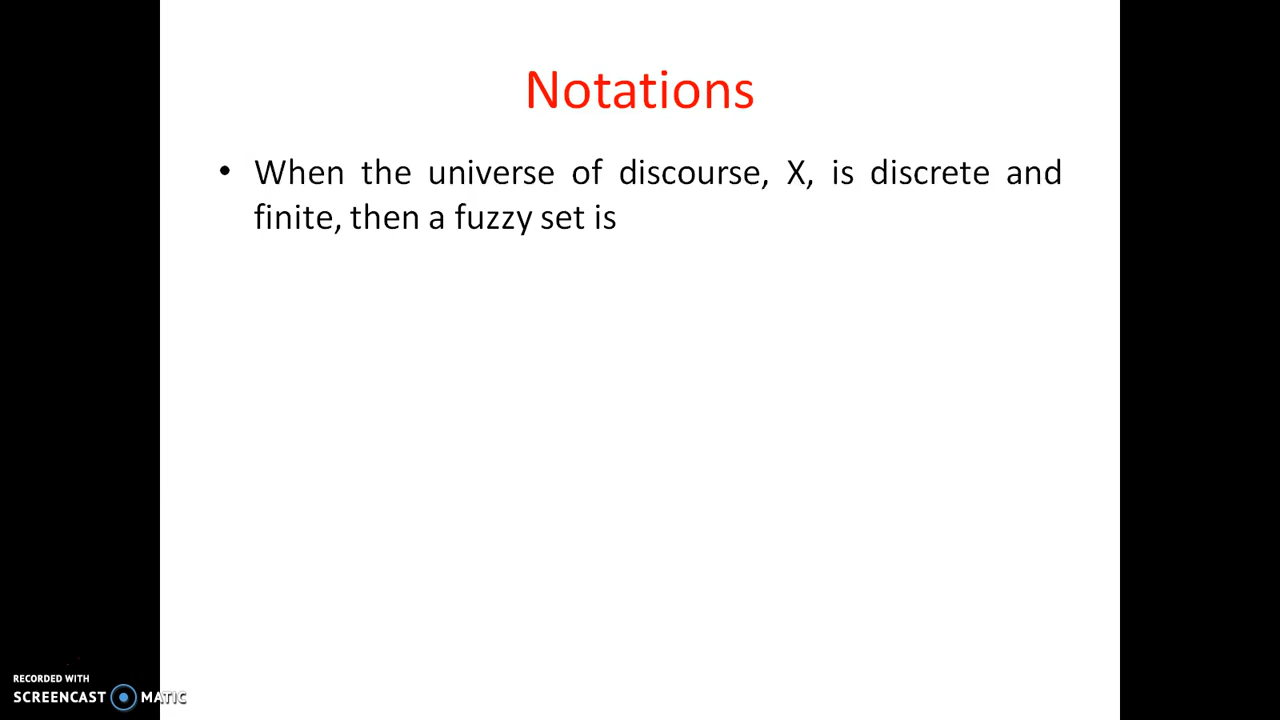 Notations
• When the universe of discourse, X, is discrete and
finite, then a fuzzy set is
RECORDED WITH
SCREENCAST MATIC